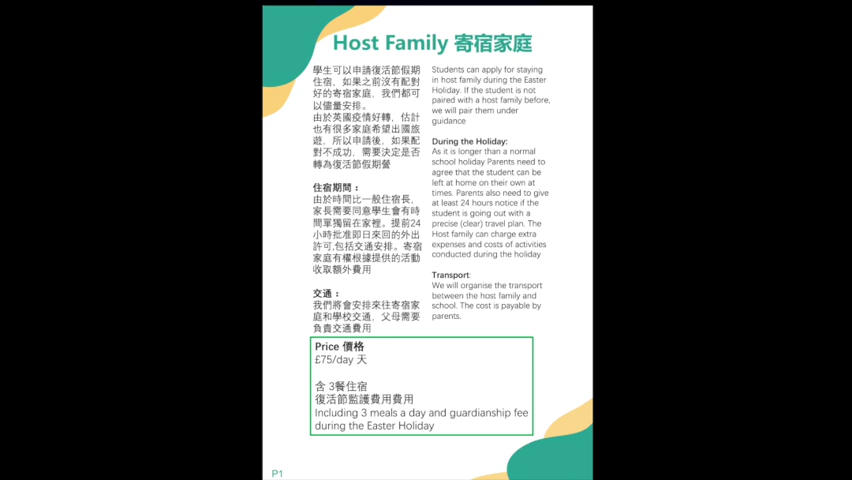 Host Family 寄宿家庭
學生可以申請復活節假期
住宿，如果之前沒有配對
好的寄宿家庭，我們都可
以儘量安排。
由於英國疫情好轉，估計
也有很多家庭希望出國旅
遊，所以申請後，如果配
對不成功，需要決定是否
轉為復活節假期營
住宿期間：
由於時間比一般住宿長，
家長需要同意學生會有時
間單獨留在家裡。提前24
小時批准即日來回的外出
許可,包括交通安排。寄宿
家庭有權根據提供的活動
收取額外費用
交通：
我們將會安排來往寄宿家
庭和學校交通，父母需要
負責交通費用
Students can apply for staying
in host family during the Easter
Holiday. If the student is not
paired with a host family before,
we will pair them under
guidance
During the Holiday:
As it is longer than a normal
school holiday Parents need to
agree that the student can be
left at home on their own at
times. Parents also need to give
at least 24 hours notice if the
student is going out with a
precise (clear) travel plan. The
Host family can charge extra
expenses and costs of activities
conducted during the holiday
Transport:
We will organise the transport
between the host family and
school. The cost is payable by
parents.
Price 價格
£75/day 天
含 3餐住宿
復活節監護費用費用
Including 3 meals a day and guardianship fee
during the Easter Holiday
P1